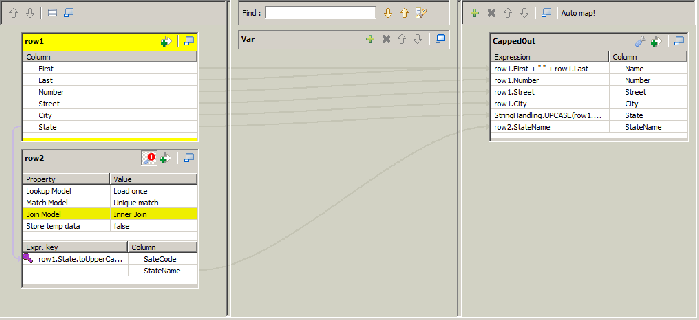 Find :
Auto map!
row1
Column
First
Last
Number
Street
City
State
row2
Property Value
Lookup Model Load once
Match Model Unique match
Join Model Inner Join
Store temp data false
Expr. key Column
row1.State.toUpperCa... SateCode
StateName
Var
CappedOut
Expression Column
row1.First + " " + row1.Last Name
row1.Number Number
row1.Street Street
row1.City City
StringHandling.UPCASE(row1.... State
row2.StateName StateName